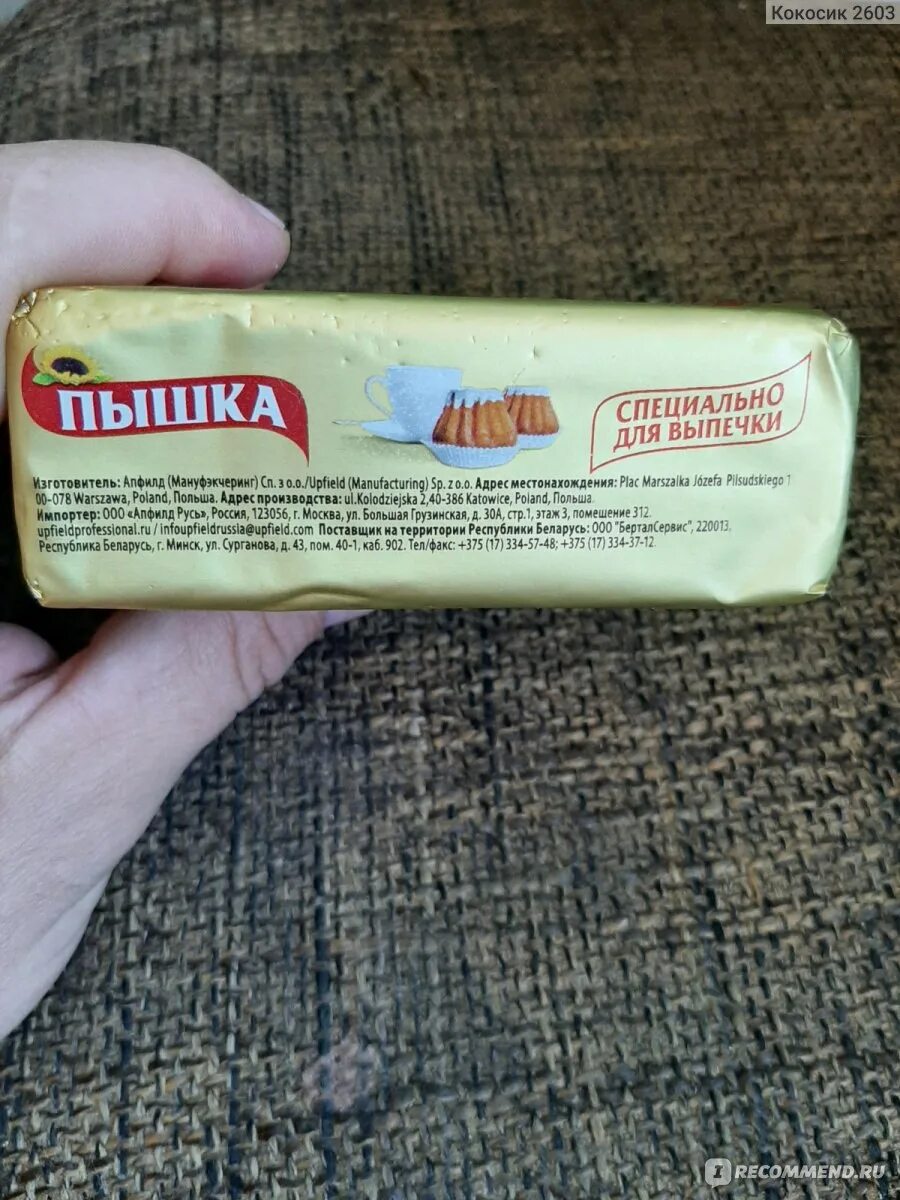 Кокосик 2603
ПЫШКА
СПЕЦИАЛЬНО
ДЛЯ ВЫПЕЧКИ
Изготовитель: Апфилд (Мануфэкчеринг) Сп. з о.о./Upfield (Manufacturing) Sp. z o.o. Адрес местонахождения: Plac Marszalka Józefa Pilsudskiego 1
00-078 Warszawa, Poland, Польша. Адрес производства: ul.Kolodziejska 2,40-386 Katowice, Poland, Польша.
Импортер: ООО «Апфилд Русь», Россия, 123056, г. Москва, ул. Большая Грузинская, д. 30А, стр.1, этаж 3, помещение 312.
upfieldprofessional.ru / infoupfieldrussia@upfield.com Поставщик на территории Республики Беларусь: ООО "БерталСервис", 220013.
Республика Беларусь, г. Минск, ул. Сурганова, д. 43, пом. 40-1, каб. 902. Тел/факс: +375 (17) 334-57-48; +375 (17) 334-37-12.
IRECOMMEND.RU